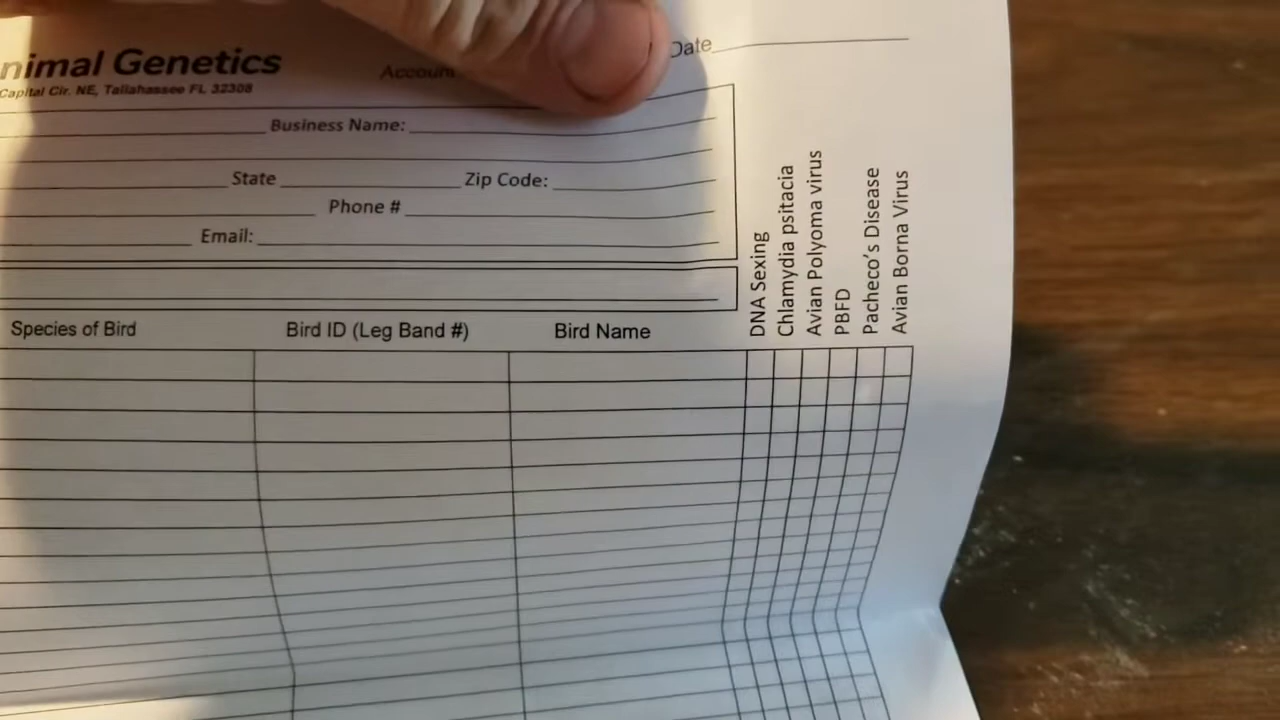 nimal Genetics
Capital Cir. NE, Tallahassee FL 32308
Account
Date
Business Name:
State Zip Code:
Phone #
Email:
DNA Sexing
Chlamydia psitacia
Avian Polyoma virus
PBFD
Pacheco's Disease
Avian Borna Virus
Species of Bird Bird ID (Leg Band #) Bird Name